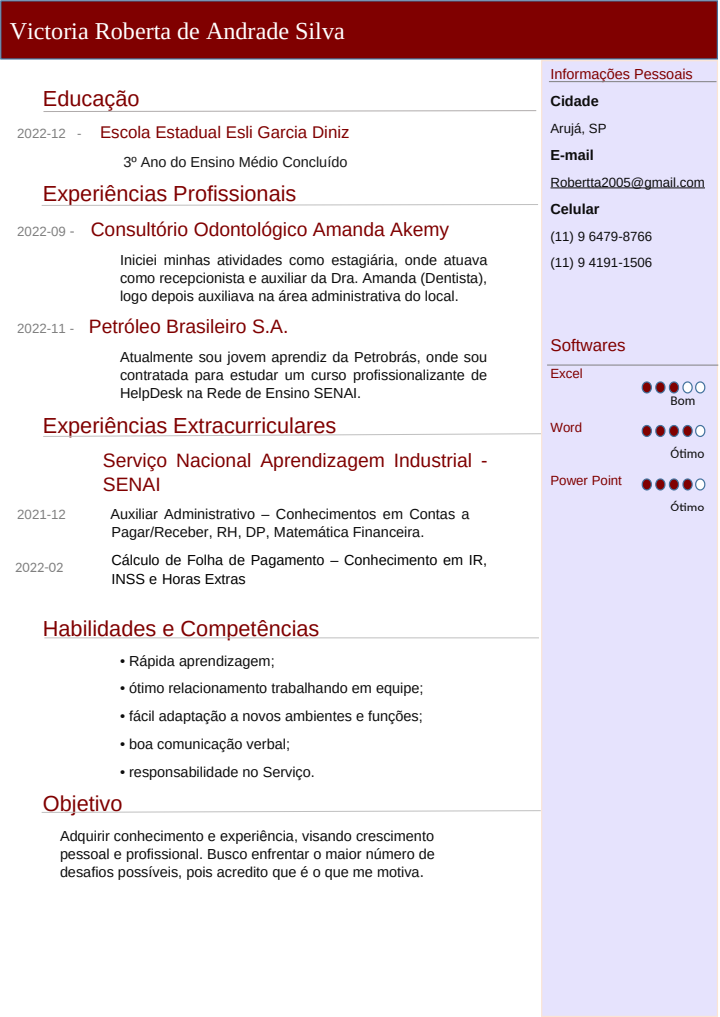 Victoria Roberta de Andrade Silva
Educação
2022-12 - Escola Estadual Esli Garcia Diniz
3º Ano do Ensino Médio Concluído
Experiências Profissionais
2022-09 - Consultório Odontológico Amanda Akemy
Iniciei minhas atividades como estagiária, onde atuava
como recepcionista e auxiliar da Dra. Amanda (Dentista),
logo depois auxiliava na área administrativa do local.
2022-11 - Petróleo Brasileiro S.A.
Atualmente sou jovem aprendiz da Petrobrás, onde sou
contratada para estudar um curso profissionalizante de
HelpDesk na Rede de Ensino SENAI.
Experiências Extracurriculares
Serviço Nacional Aprendizagem Industrial -
SENAI
2021-12 Auxiliar Administrativo – Conhecimentos em Contas a
Pagar/Receber, RH, DP, Matemática Financeira.
2022-02 Cálculo de Folha de Pagamento – Conhecimento em IR,
INSS e Horas Extras
Habilidades e Competências
• Rápida aprendizagem;
• ótimo relacionamento trabalhando em equipe;
• fácil adaptação a novos ambientes e funções;
• boa comunicação verbal;
• responsabilidade no Serviço.
Objetivo
Adquirir conhecimento e experiência, visando crescimento
pessoal e profissional. Busco enfrentar o maior número de
desafios possíveis, pois acredito que é o que me motiva.
Informações Pessoais
Cidade
Arujá, SP
E-mail
Robertta2005@gmail.com
Celular
(11) 9 6479-8766
(11) 9 4191-1506
Softwares
Excel
Bom
Word
Ótimo
Power Point
Ótimo